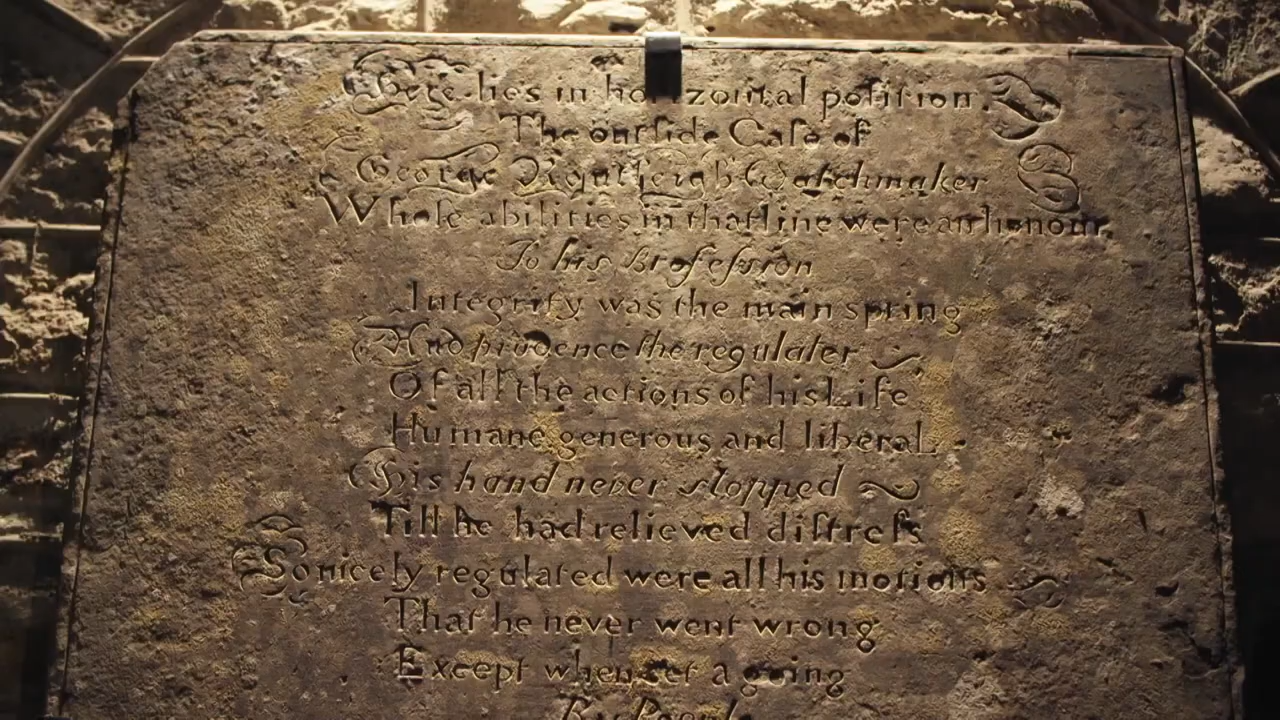 Here lies in horizontal poſition,
The outſide Caſe of
George Routleigh Watchmaker
Whoſe abilities in that line were an honour
To his Profeſsion
Integrity was the main spring
And prudence the regulater
Of all the actions of his Life
Humane generous and liberal
His hand never stopped
Till he had relieved diſtreſs
So nicely regulated were all his motions
That he never went wrong
Except when set a going
By People